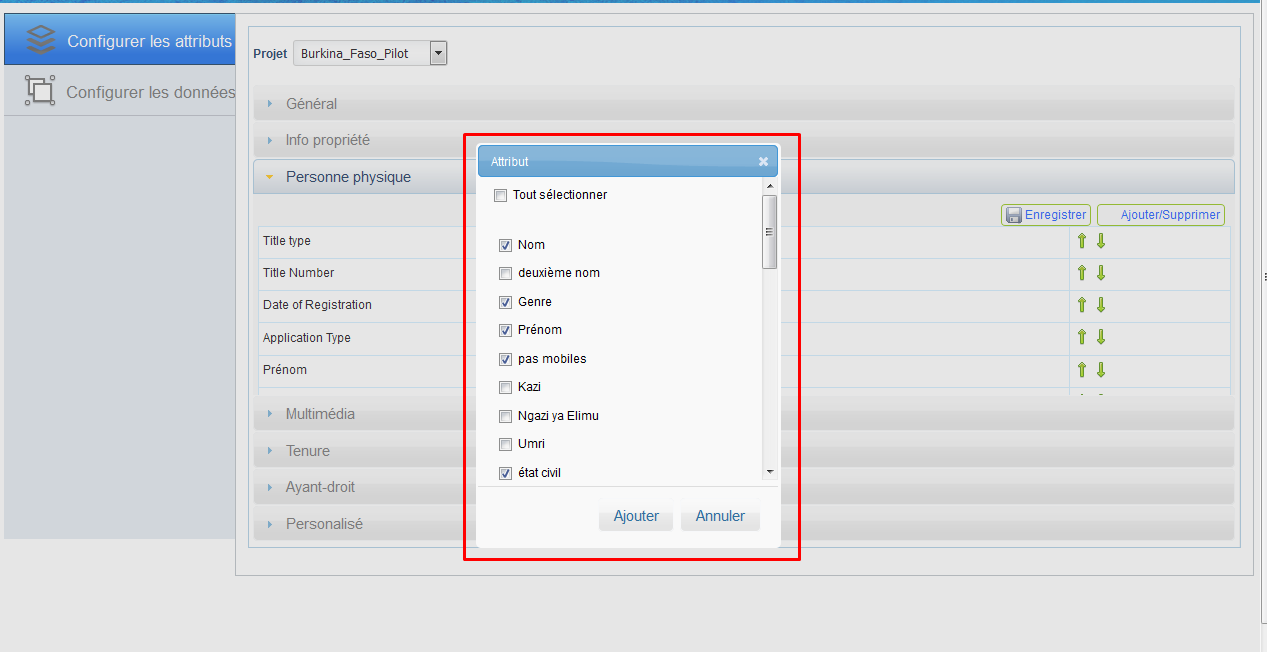 Configurer les attributs
Configurer les données
Projet Burkina_Faso_Pilot
Général
Info propriété
Personne physique
Enregistrer Ajouter/Supprimer
Title type
Title Number
Date of Registration
Application Type
Prénom
Multimédia
Tenure
Ayant-droit
Personalisé
Attribut
Tout sélectionner
Nom
deuxième nom
Genre
Prénom
pas mobiles
Kazi
Ngazi ya Elimu
Umri
état civil
Ajouter Annuler